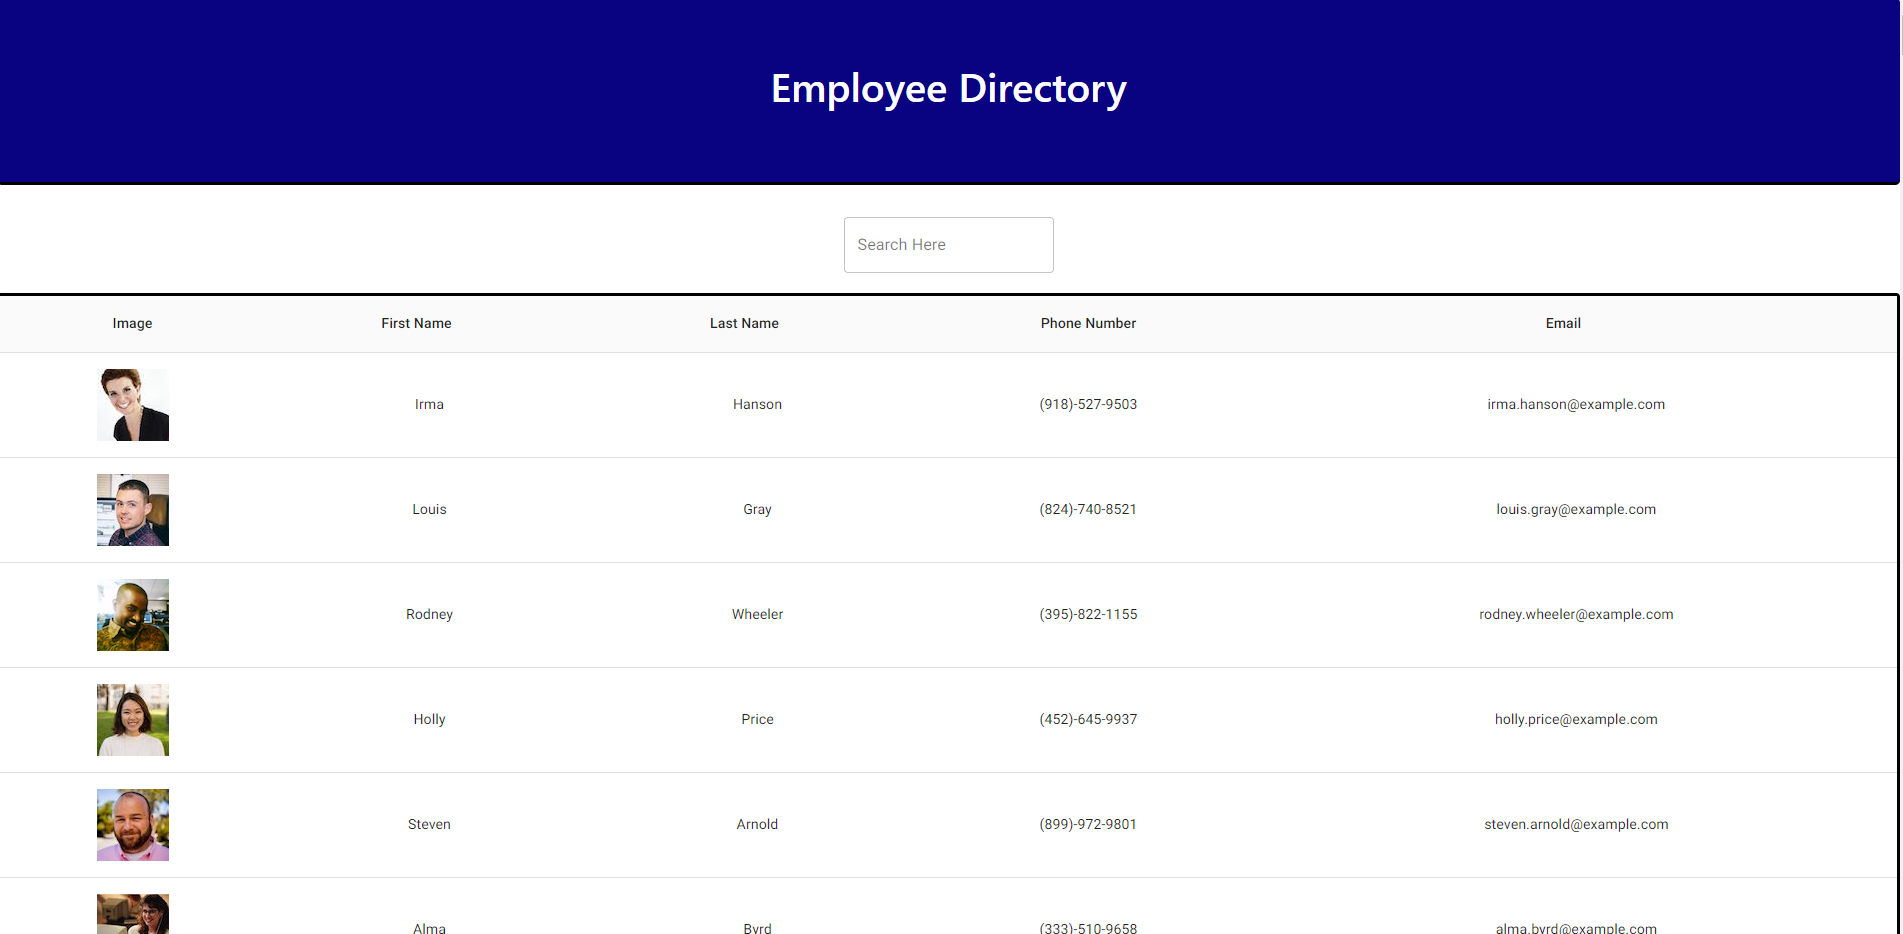 Employee Directory
Search Here
Image First Name Last Name Phone Number Email
Irma Hanson (918)-527-9503 irma.hanson@example.com
Louis Gray (824)-740-8521 louis.gray@example.com
Rodney Wheeler (395)-822-1155 rodney.wheeler@example.com
Holly Price (452)-645-9937 holly.price@example.com
Steven Arnold (899)-972-9801 steven.arnold@example.com
Alma Byrd (333)-510-9658 alma.byrd@example.com